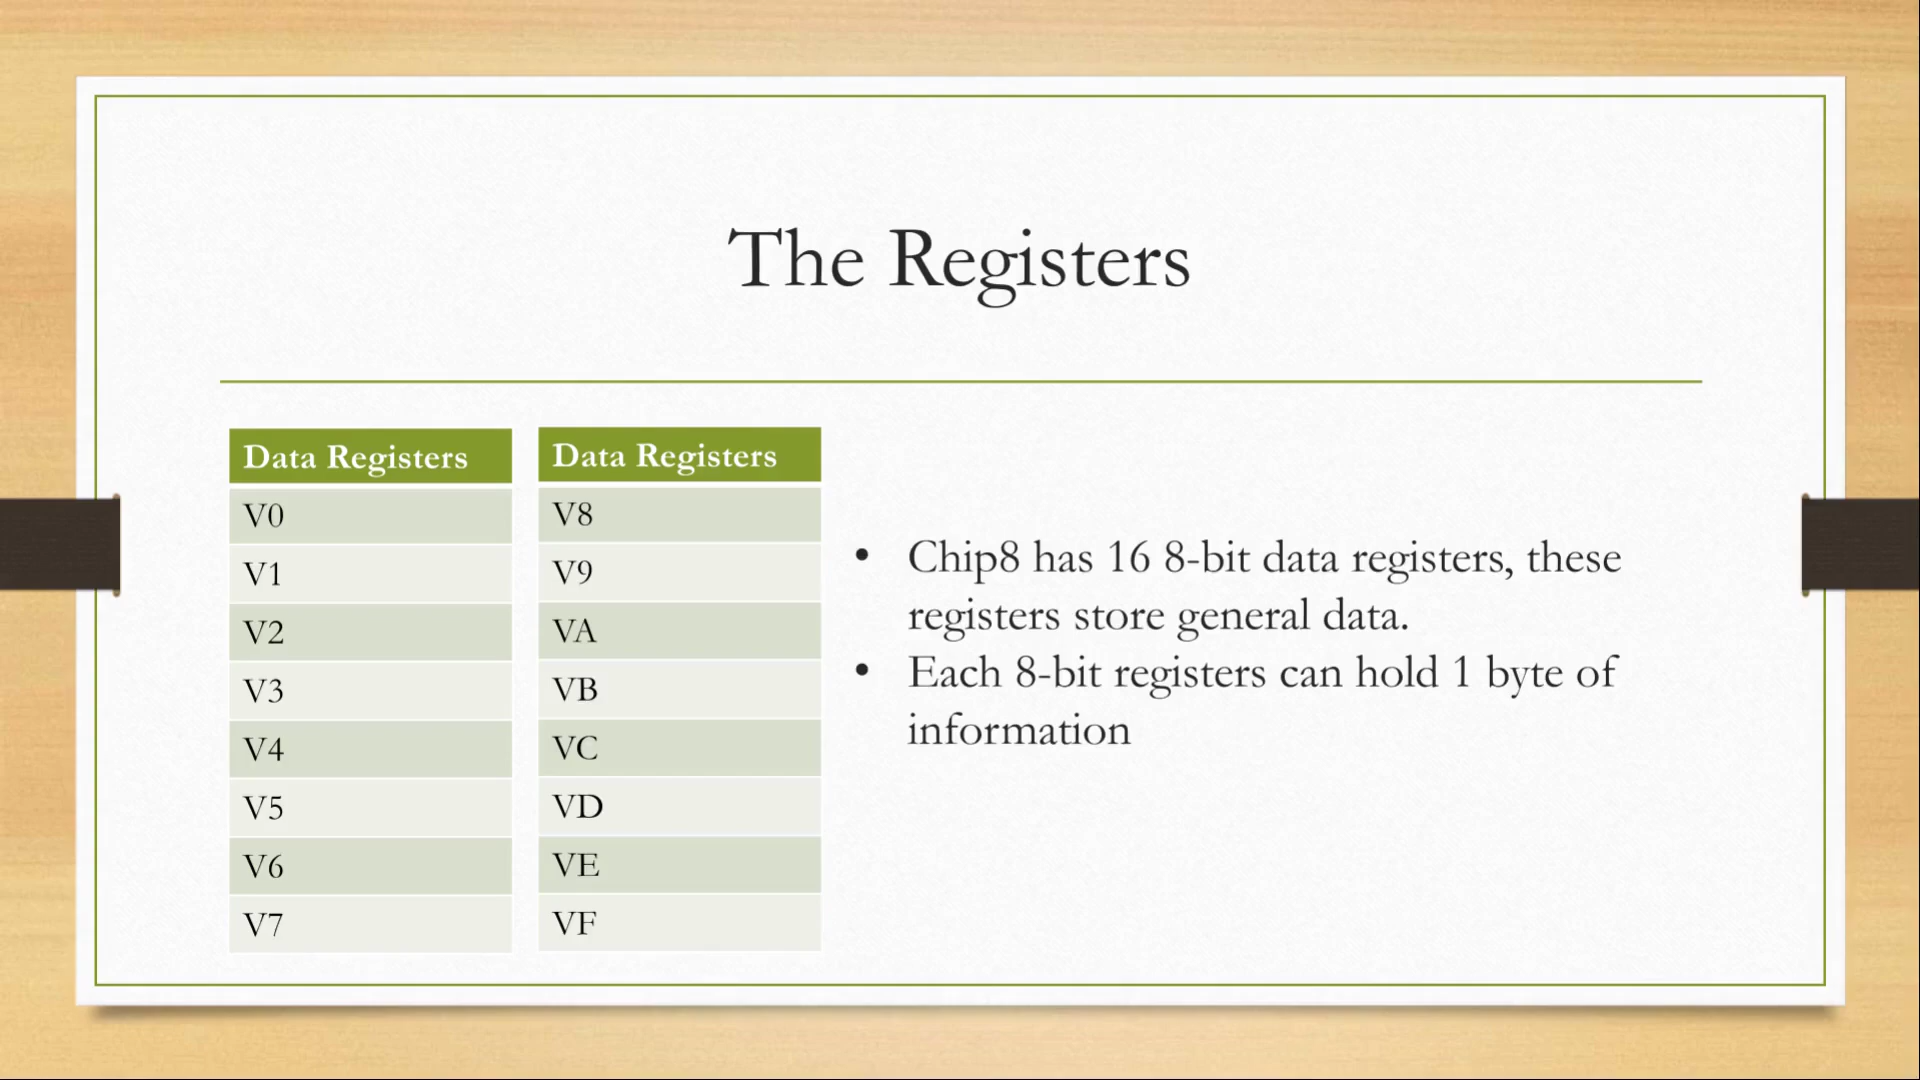 The Registers
Data Registers
V0
V1
V2
V3
V4
V5
V6
V7
Data Registers
V8
V9
VA
VB
VC
VD
VE
VF
• Chip8 has 16 8-bit data registers, these
registers store general data.
• Each 8-bit registers can hold 1 byte of
information